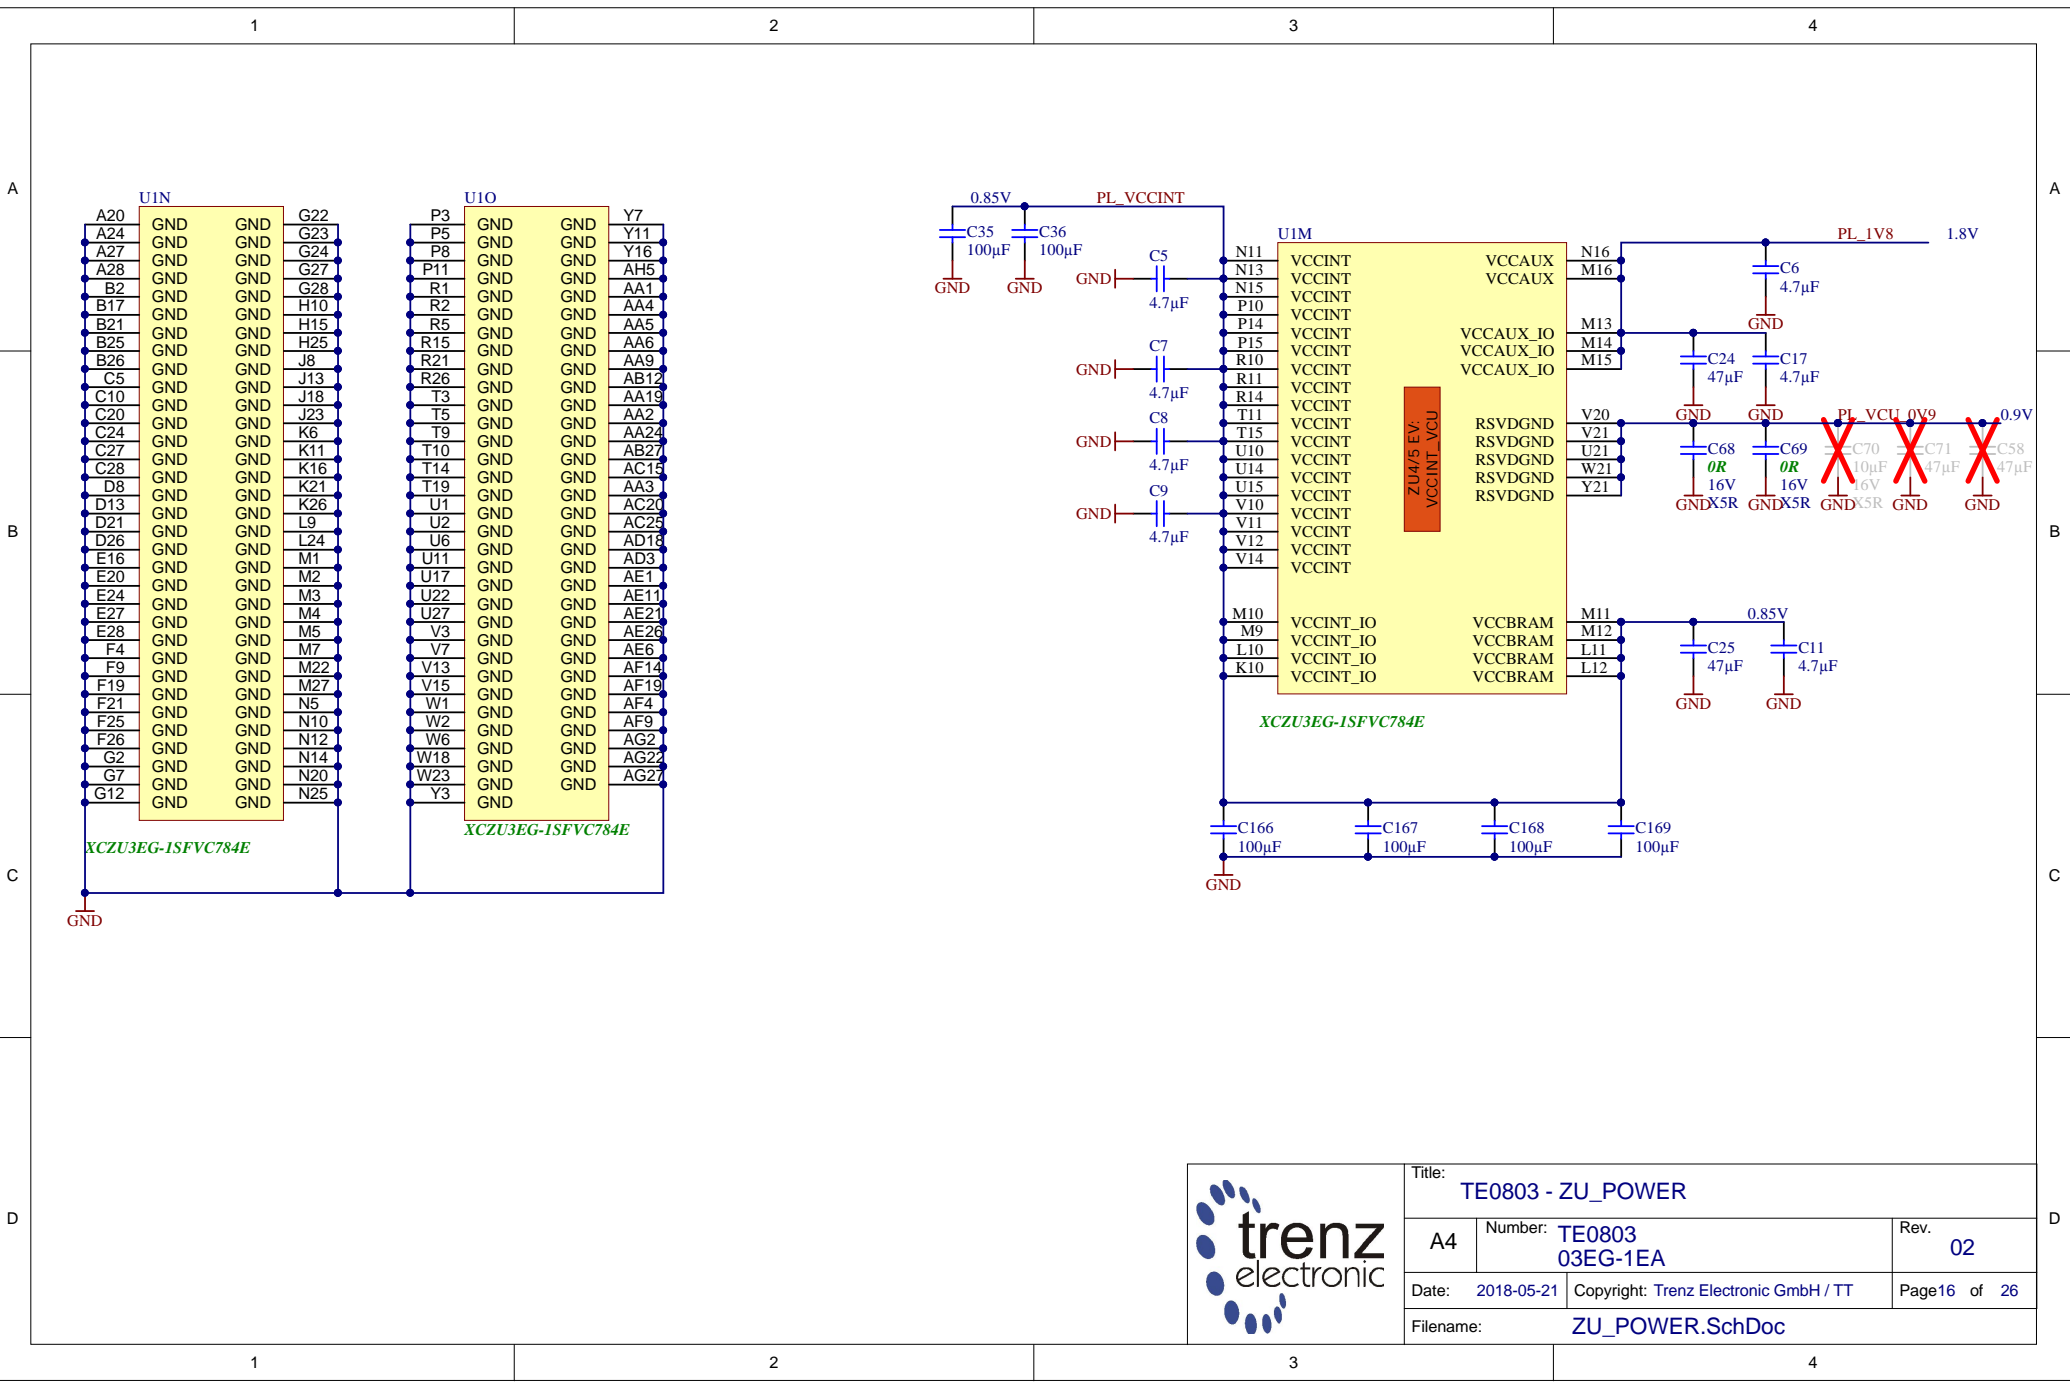 1 2 3 4
A A
B B
C C
D D
U1N
A20 GND GND G22
A24 GND GND G23
A27 GND GND G24
A28 GND GND G27
B2 GND GND G28
B17 GND GND H10
B21 GND GND H15
B25 GND GND H25
B26 GND GND J8
C5 GND GND J13
C10 GND GND J18
C20 GND GND J23
C24 GND GND K6
C27 GND GND K11
C28 GND GND K16
D8 GND GND K21
D13 GND GND K26
D21 GND GND L9
D26 GND GND L24
E16 GND GND M1
E20 GND GND M2
E24 GND GND M3
E27 GND GND M4
E28 GND GND M5
F4 GND GND M7
F9 GND GND M22
F19 GND GND M27
F21 GND GND N5
F25 GND GND N10
F26 GND GND N12
G2 GND GND N14
G7 GND GND N20
G12 GND GND N25
XCZU3EG-1SFVC784E
GND
U1O
P3 GND GND Y7
P5 GND GND Y11
P8 GND GND Y16
P11 GND GND AH5
R1 GND GND AA1
R2 GND GND AA4
R5 GND GND AA5
R15 GND GND AA6
R21 GND GND AA9
R26 GND GND AB12
T3 GND GND AA19
T5 GND GND AA2
T9 GND GND AA24
T10 GND GND AB27
T14 GND GND AC15
T19 GND GND AA3
U1 GND GND AC20
U2 GND GND AC25
U6 GND GND AD18
U11 GND GND AD3
U17 GND GND AE1
U22 GND GND AE11
U27 GND GND AE21
V3 GND GND AE26
V7 GND GND AE6
V13 GND GND AF14
V15 GND GND AF19
W1 GND GND AF4
W2 GND GND AF9
W6 GND GND AG2
W18 GND GND AG22
W23 GND GND AG27
Y3 GND
XCZU3EG-1SFVC784E
0.85V PL_VCCINT
C35 100µF GND
C36 100µF GND
GND C5 4.7µF
GND C7 4.7µF
GND C8 4.7µF
GND C9 4.7µF
U1M
N11 VCCINT
N13 VCCINT
N15 VCCINT
P10 VCCINT
P14 VCCINT
P15 VCCINT
R10 VCCINT
R11 VCCINT
R14 VCCINT
T11 VCCINT
T15 VCCINT
U10 VCCINT
U14 VCCINT
U15 VCCINT
V10 VCCINT
V11 VCCINT
V12 VCCINT
V14 VCCINT
M10 VCCINT_IO
M9 VCCINT_IO
L10 VCCINT_IO
K10 VCCINT_IO
ZU4/5 EV:
VCCINT_VCU
VCCAUX N16
VCCAUX M16
VCCAUX_IO M13
VCCAUX_IO M14
VCCAUX_IO M15
RSVDGND V20
RSVDGND V21
RSVDGND U21
RSVDGND W21
RSVDGND Y21
VCCBRAM M11
VCCBRAM M12
VCCBRAM L11
VCCBRAM L12
XCZU3EG-1SFVC784E
PL_1V8 1.8V
C6 4.7µF GND
C24 47µF GND
C17 4.7µF GND
PL_VCU_0V9 0.9V
C68 0R 16V X5R GND
C69 0R 16V X5R GND
C70 10µF 16V X5R GND
C71 47µF GND
C58 47µF GND
0.85V
C25 47µF GND
C11 4.7µF GND
C166 100µF
C167 100µF
C168 100µF
C169 100µF
GND
trenz
electronic
Title:
TE0803 - ZU_POWER
A4 Number: TE0803
03EG-1EA
Rev.
02
Date: 2018-05-21 Copyright: Trenz Electronic GmbH / TT Page16 of 26
Filename: ZU_POWER.SchDoc
1 2 3 4